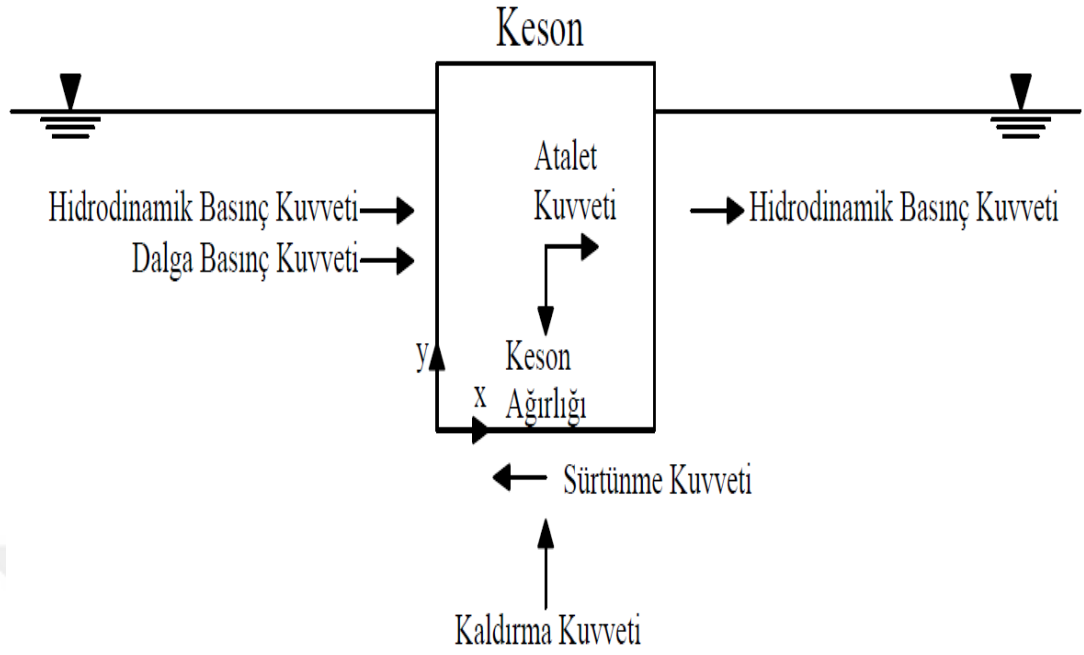 Keson
Atalet
Kuvveti
Hidrodinamik Basınç Kuvveti
Hidrodinamik Basınç Kuvveti
Dalga Basınç Kuvveti
y
Keson
x
Ağırlığı
Sürtünme Kuvveti
Kaldırma Kuvveti